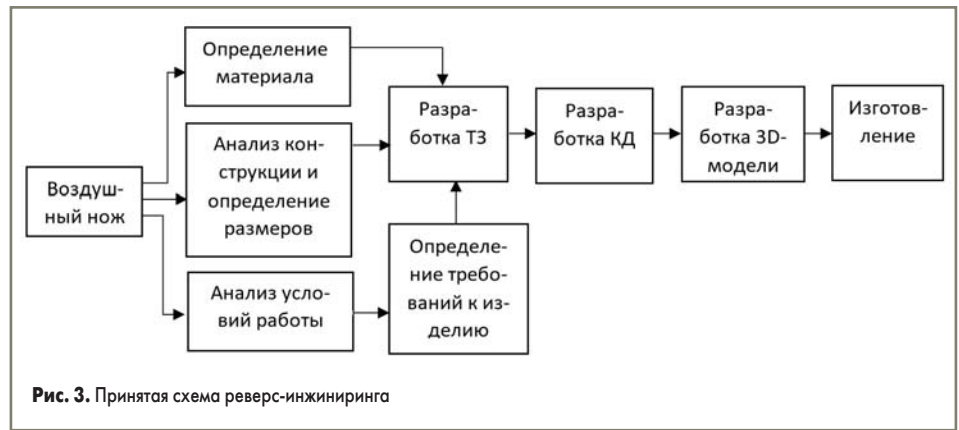 Определение
материала
Анализ кон-
струкции и
определение
размеров
Воздуш-
ный нож
Анализ усло-
вий работы
Разра-
ботка ТЗ
Определе-
ние требо-
ваний к из-
делию
Разра-
ботка КД
Разра-
ботка 3D-
модели
Изготов-
ление
Рис. 3. Принятая схема реверс-инжиниринга